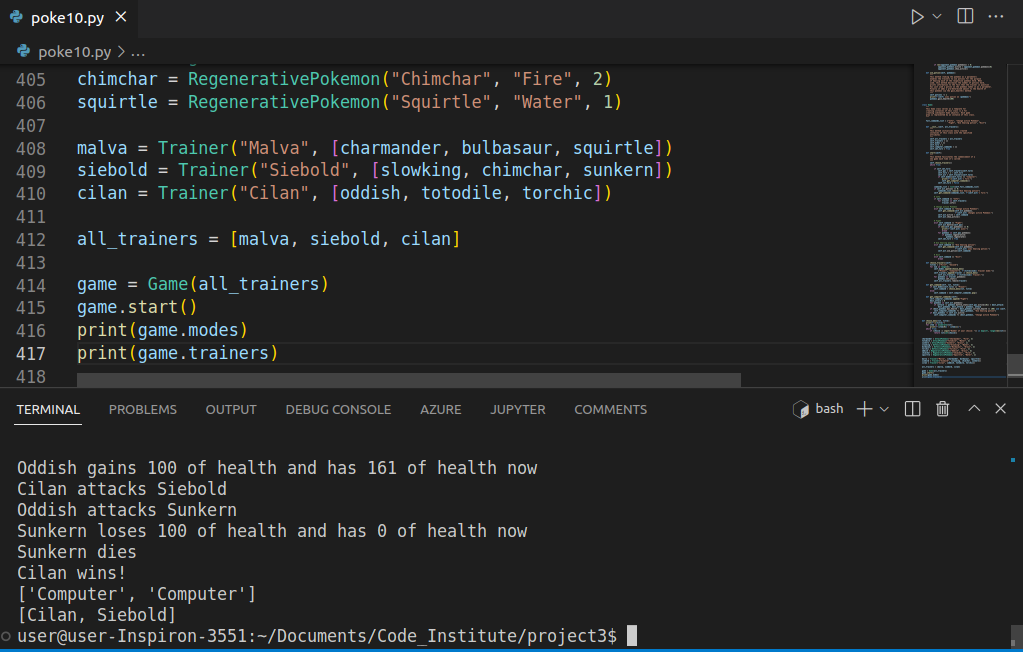 poke10.py
poke10.py > ...
405 chimchar = RegenerativePokemon("Chimchar", "Fire", 2)
406 squirtle = RegenerativePokemon("Squirtle", "Water", 1)
407
408 malva = Trainer("Malva", [charmander, bulbasaur, squirtle])
409 siebold = Trainer("Siebold", [slowking, chimchar, sunkern])
410 cilan = Trainer("Cilan", [oddish, totodile, torchic])
411
412 all_trainers = [malva, siebold, cilan]
413
414 game = Game(all_trainers)
415 game.start()
416 print(game.modes)
417 print(game.trainers)
418
TERMINAL PROBLEMS OUTPUT DEBUG CONSOLE AZURE JUPYTER COMMENTS bash
Oddish gains 100 of health and has 161 of health now
Cilan attacks Siebold
Oddish attacks Sunkern
Sunkern loses 100 of health and has 0 of health now
Sunkern dies
Cilan wins!
['Computer', 'Computer']
[Cilan, Siebold]
user@user-Inspiron-3551:~/Documents/Code_Institute/project3$